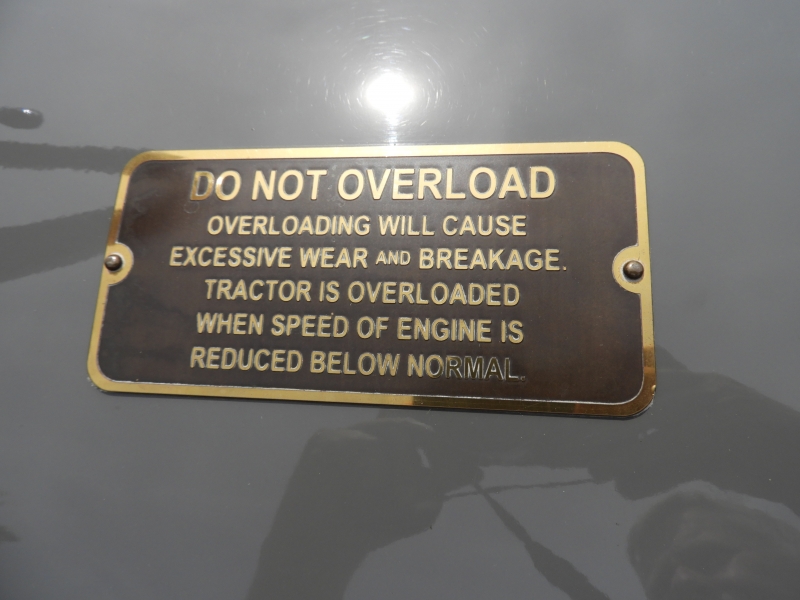 DO NOT OVERLOAD
OVERLOADING WILL CAUSE
EXCESSIVE WEAR AND BREAKAGE.
TRACTOR IS OVERLOADED
WHEN SPEED OF ENGINE IS
REDUCED BELOW NORMAL.